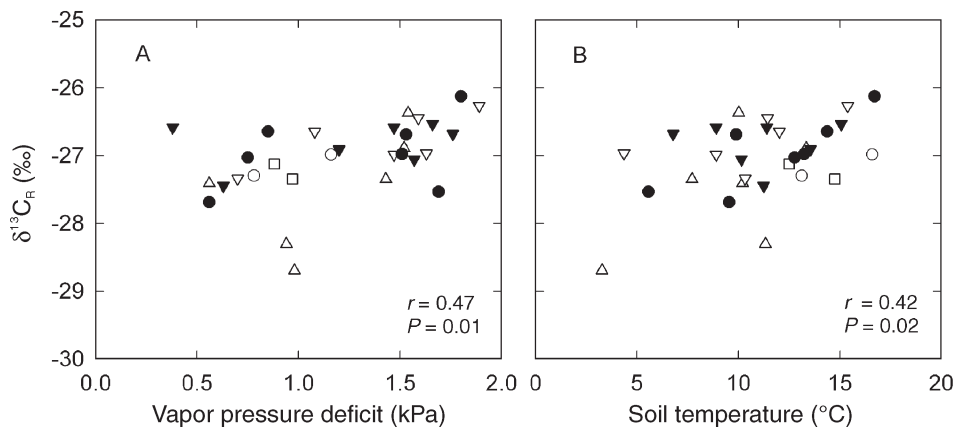 -25
-26
-27
-28
-29
-30
δ¹³C_R (‰)
A
r = 0.47
P = 0.01
0.0 0.5 1.0 1.5 2.0
Vapor pressure deficit (kPa)
B
r = 0.42
P = 0.02
0 5 10 15 20
Soil temperature (°C)